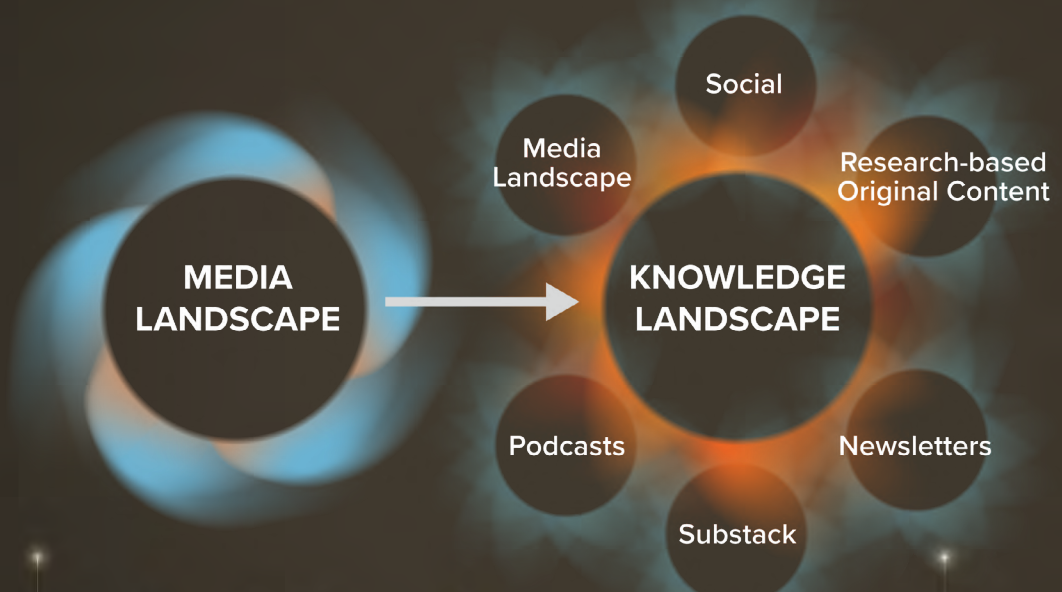 MEDIA
LANDSCAPE
KNOWLEDGE
LANDSCAPE
Social
Media
Landscape
Research-based
Original Content
Podcasts
Newsletters
Substack